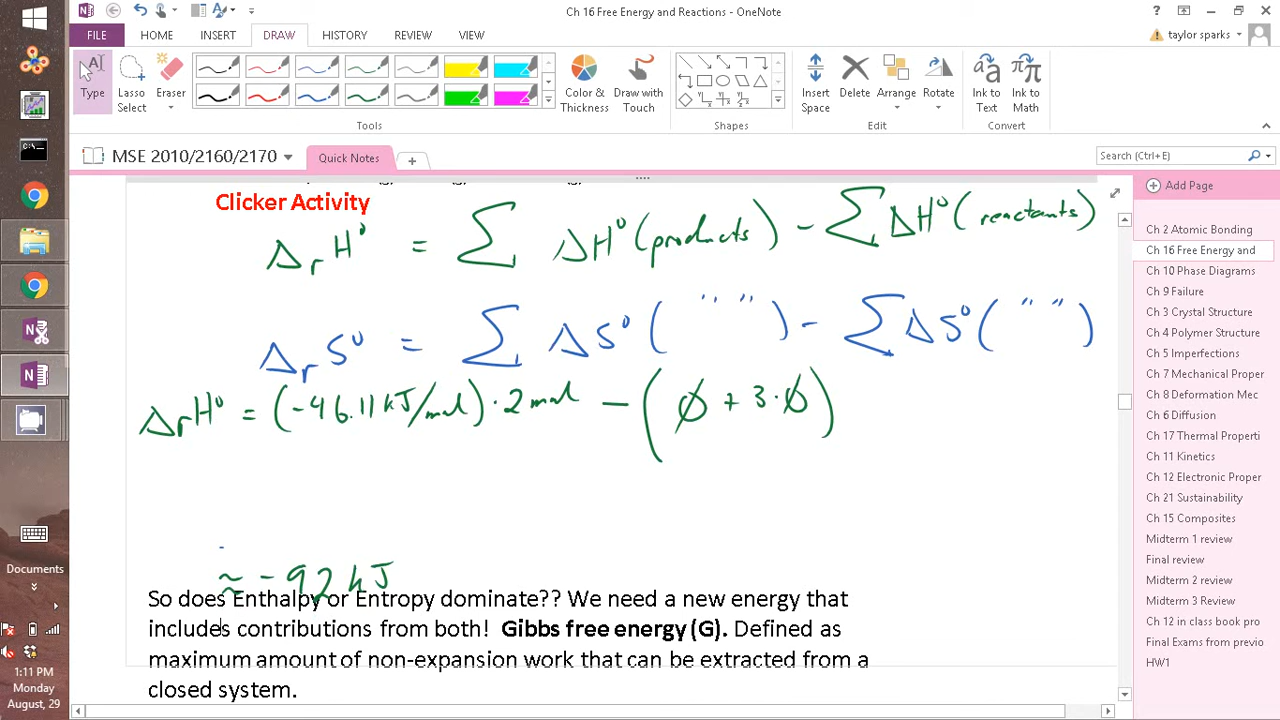 Ch 16 Free Energy and Reactions - OneNote
FILE HOME INSERT DRAW HISTORY REVIEW VIEW
taylor sparks
Type
Lasso Select
Eraser
Color & Thickness
Draw with Touch
Insert Space
Delete
Arrange
Rotate
Ink to Text
Ink to Math
Tools
Shapes
Edit
Convert
MSE 2010/2160/2170
Quick Notes
Search (Ctrl+E)
Clicker Activity
ΔrH° = Σ ΔH°(products) - ΣΔH°(reactants)
ΔrS° = Σ ΔS°( " " ) - ΣΔS°( " " )
ΔrH° = (-46.11 kJ/mol)·2 mol - (∅ + 3·∅)
≈ -92 kJ
So does Enthalpy or Entropy dominate?? We need a new energy that
includes contributions from both! Gibbs free energy (G). Defined as
maximum amount of non-expansion work that can be extracted from a
closed system.
Add Page
Ch 2 Atomic Bonding
Ch 16 Free Energy and
Ch 10 Phase Diagrams
Ch 9 Failure
Ch 3 Crystal Structure
Ch 4 Polymer Structure
Ch 5 Imperfections
Ch 7 Mechanical Proper
Ch 8 Deformation Mec
Ch 6 Diffusion
Ch 17 Thermal Properti
Ch 11 Kinetics
Ch 12 Electronic Proper
Ch 21 Sustainability
Ch 15 Composites
Midterm 1 review
Final review
Midterm 2 review
Midterm 3 Review
Ch 12 in class book pro
Final Exams from previo
HW1
Documents
1:11 PM
Monday
August, 29